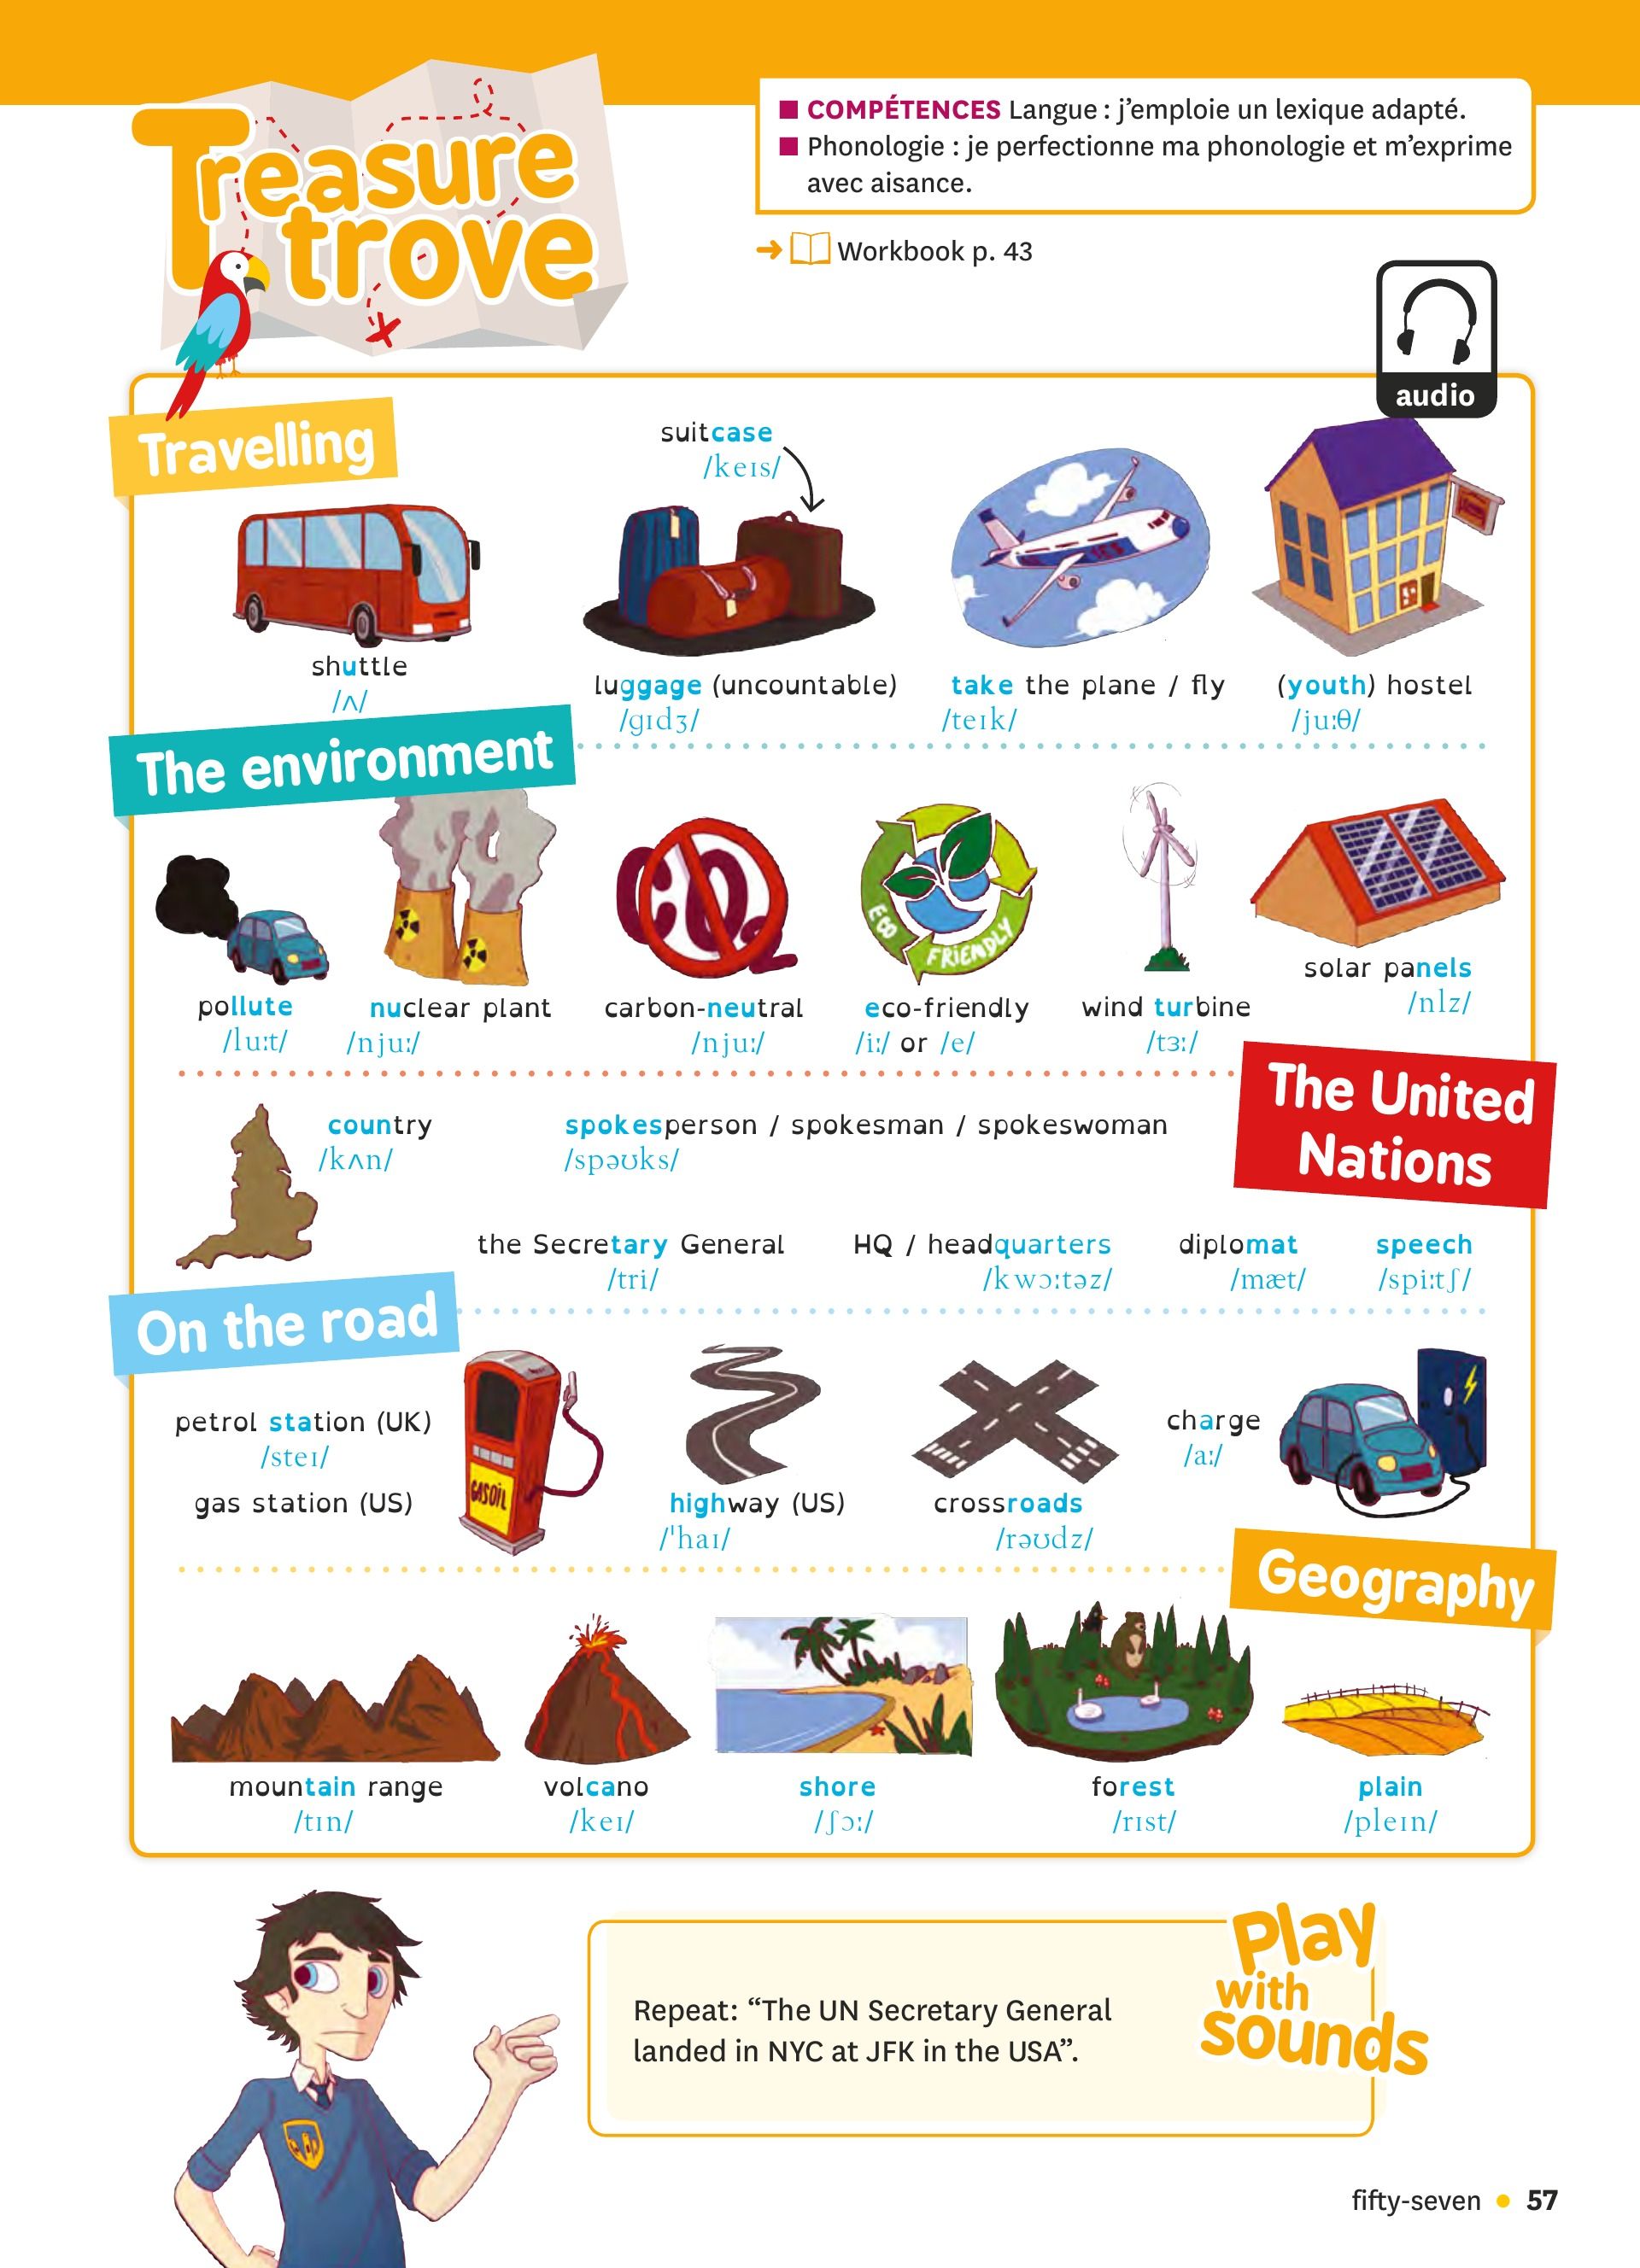 Treasure
trove
■ COMPÉTENCES Langue : j’emploie un lexique adapté.
■ Phonologie : je perfectionne ma phonologie et m’exprime
avec aisance.
➜ Workbook p. 43
audio
Travelling
suitcase
/keɪs/
shuttle
/ʌ/
luggage (uncountable)
/gɪdʒ/
take the plane / fly
/teɪk/
(youth) hostel
/juːθ/
The environment
CO2
ECO FRIENDLY
pollute
/luːt/
nuclear plant
/njuː/
carbon-neutral
/njuː/
eco-friendly
/iː/ or /e/
wind turbine
/tɜː/
solar panels
/nlz/
The United
Nations
country
/kʌn/
spokesperson / spokesman / spokeswoman
/spəʊks/
the Secretary General
/tri/
HQ / headquarters
/kwɔːtəz/
diplomat
/mæt/
speech
/spiːtʃ/
On the road
petrol station (UK)
/steɪ/
gas station (US)
GASOIL
highway (US)
/ˈhaɪ/
crossroads
/rəʊdz/
charge
/aː/
Geography
mountain range
/tɪn/
volcano
/keɪ/
shore
/ʃɔː/
forest
/rɪst/
plain
/pleɪn/
Play
with
sounds
Repeat: “The UN Secretary General
landed in NYC at JFK in the USA”.
fifty-seven • 57